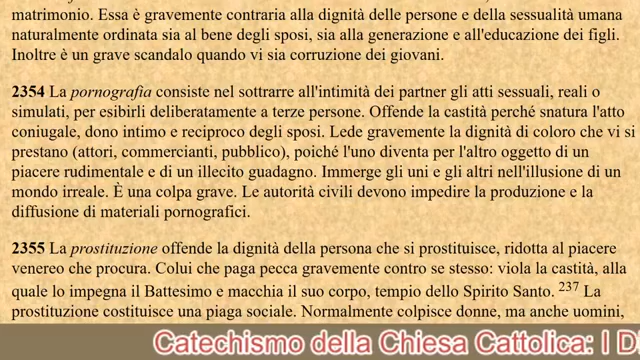 matrimonio. Essa è gravemente contraria alla dignità delle persone e della sessualità umana
naturalmente ordinata sia al bene degli sposi, sia alla generazione e all'educazione dei figli.
Inoltre è un grave scandalo quando vi sia corruzione dei giovani.
2354 La pornografia consiste nel sottrarre all'intimità dei partner gli atti sessuali, reali o
simulati, per esibirli deliberatamente a terze persone. Offende la castità perché snatura l'atto
coniugale, dono intimo e reciproco degli sposi. Lede gravemente la dignità di coloro che vi si
prestano (attori, commercianti, pubblico), poiché l'uno diventa per l'altro oggetto di un
piacere rudimentale e di un illecito guadagno. Immerge gli uni e gli altri nell'illusione di un
mondo irreale. È una colpa grave. Le autorità civili devono impedire la produzione e la
diffusione di materiali pornografici.
2355 La prostituzione offende la dignità della persona che si prostituisce, ridotta al piacere
venereo che procura. Colui che paga pecca gravemente contro se stesso: viola la castità, alla
quale lo impegna il Battesimo e macchia il suo corpo, tempio dello Spirito Santo. 237 La
prostituzione costituisce una piaga sociale. Normalmente colpisce donne, ma anche uomini,
Catechismo della Chiesa Cattolica: I D